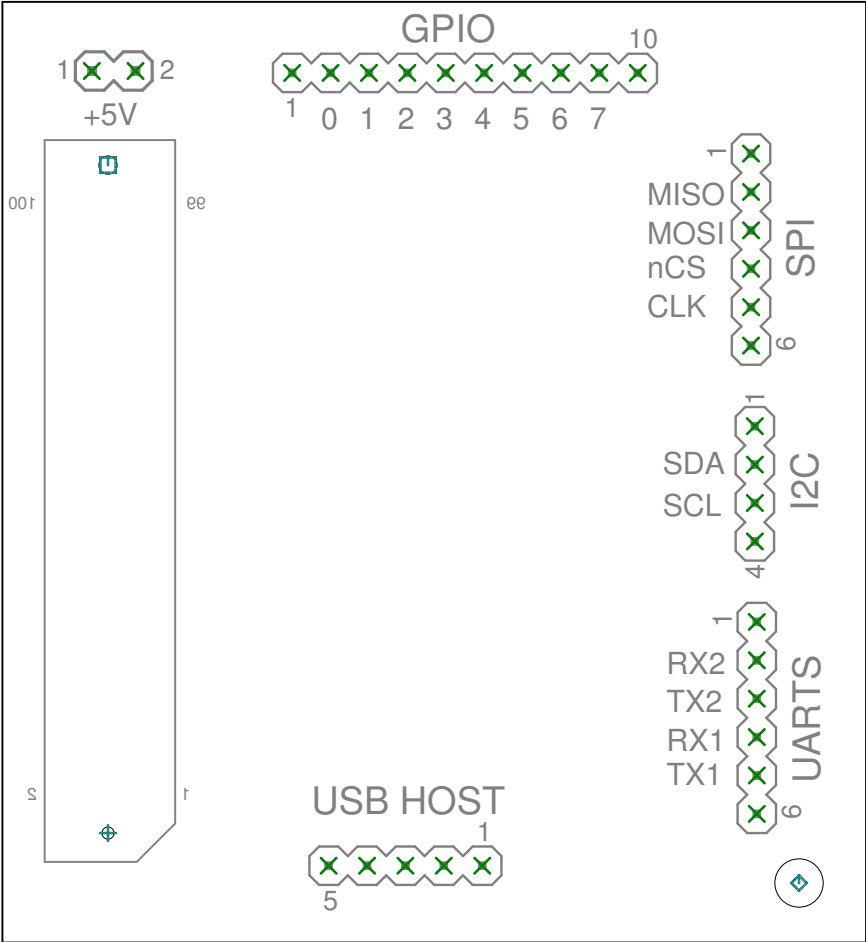 GPIO
1 2
10
+5V
1 0 1 2 3 4 5 6 7
100 99
1
MISO
MOSI
nCS
CLK
6
SPI
1
SDA
SCL
4
I2C
1
RX2
TX2
RX1
TX1
6
UARTS
2 1
USB HOST
1
5